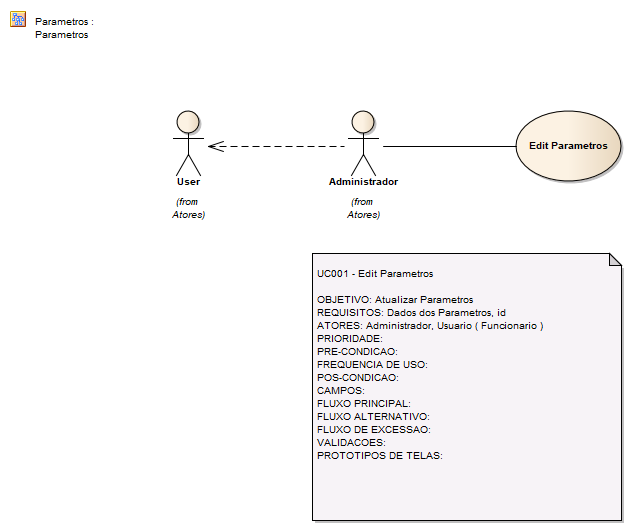 Parametros :
Parametros
User
(from
Atores)
Administrador
(from
Atores)
Edit Parametros
UC001 - Edit Parametros
OBJETIVO: Atualizar Parametros
REQUISITOS: Dados dos Parametros, id
ATORES: Administrador, Usuario ( Funcionario )
PRIORIDADE:
PRE-CONDICAO:
FREQUENCIA DE USO:
POS-CONDICAO:
CAMPOS:
FLUXO PRINCIPAL:
FLUXO ALTERNATIVO:
FLUXO DE EXCESSAO:
VALIDACOES:
PROTOTIPOS DE TELAS: